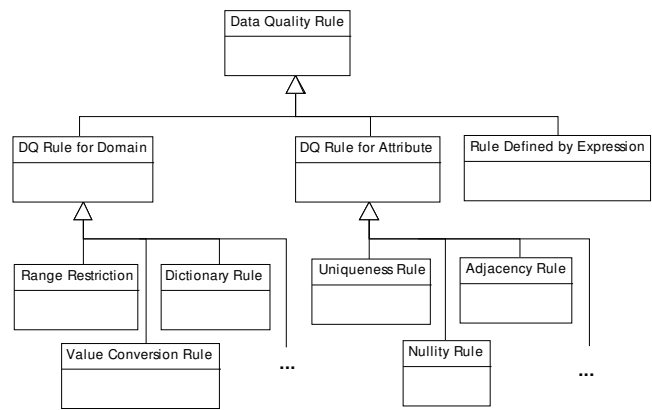 Data Quality Rule
DQ Rule for Domain
DQ Rule for Attribute
Rule Defined by Expression
Range Restriction
Dictionary Rule
Uniqueness Rule
Adjacency Rule
Value Conversion Rule
...
Nullity Rule
...